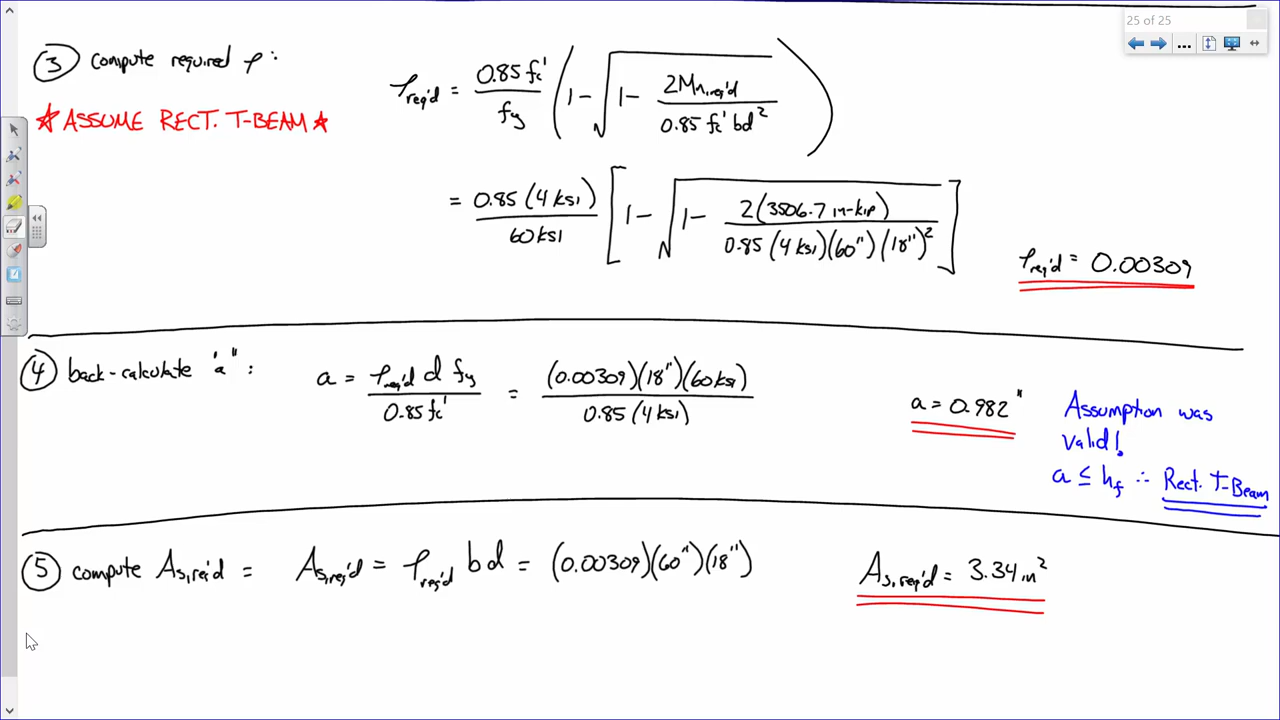 25 of 25
③ compute required ρ :
★ ASSUME RECT. T-BEAM ★
ρreq'd = 0.85 fc' / fy ( 1 - √( 1 - 2Mn,req'd / 0.85 fc' bd² ) )
= 0.85 (4 ksi) / 60 ksi [ 1 - √( 1 - 2(3506.7 in-kip) / 0.85 (4 ksi)(60")(18")² ) ]
ρreq'd = 0.00309
④ back-calculate 'a" :
a = ρreq'd d fy / 0.85 fc' = (0.00309)(18")(60 ksi) / 0.85 (4 ksi)
a = 0.982"
Assumption was
valid!
a ≤ hf ∴ Rect. T-Beam
⑤ compute As,req'd = As,req'd = ρreq'd bd = (0.00309)(60")(18")
As,req'd = 3.34 in²